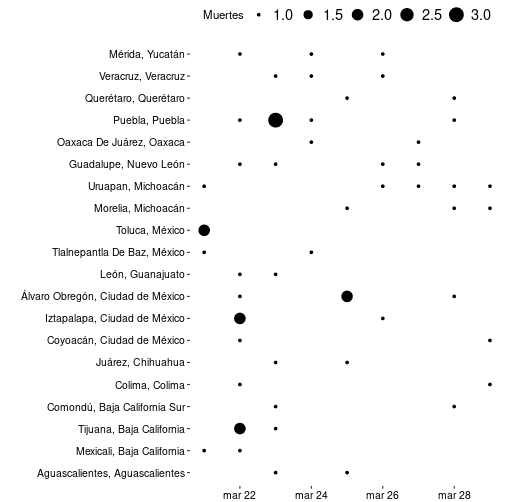 Muertes 1.0 1.5 2.0 2.5 3.0
Mérida, Yucatán
Veracruz, Veracruz
Querétaro, Querétaro
Puebla, Puebla
Oaxaca De Juárez, Oaxaca
Guadalupe, Nuevo León
Uruapan, Michoacán
Morelia, Michoacán
Toluca, México
Tlalnepantla De Baz, México
León, Guanajuato
Álvaro Obregón, Ciudad de México
Iztapalapa, Ciudad de México
Coyoacán, Ciudad de México
Juárez, Chihuahua
Colima, Colima
Comondú, Baja California Sur
Tijuana, Baja California
Mexicali, Baja California
Aguascalientes, Aguascalientes
mar 22 mar 24 mar 26 mar 28